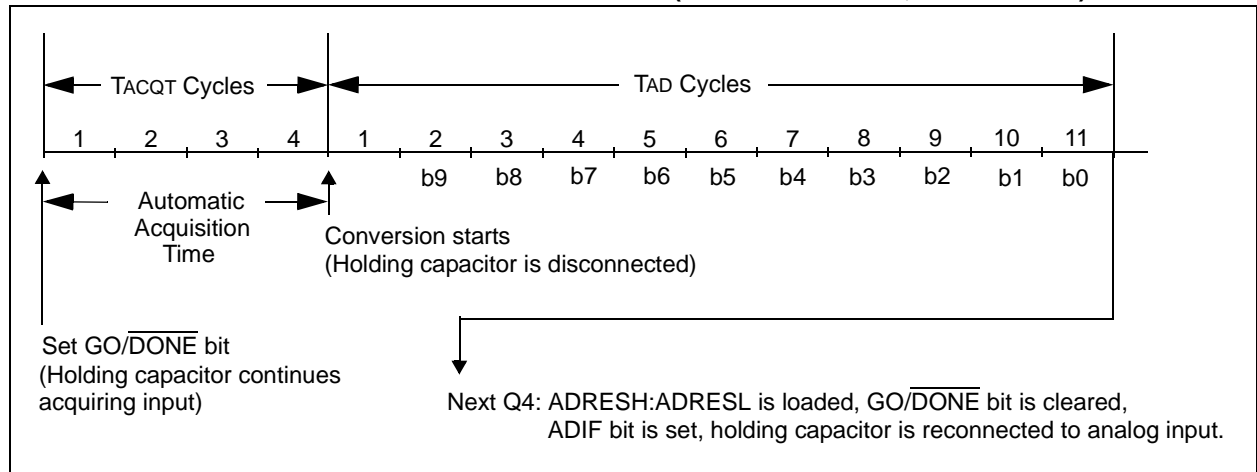 TACQT Cycles
TAD Cycles
1 2 3 4 1 2 3 4 5 6 7 8 9 10 11
b9 b8 b7 b6 b5 b4 b3 b2 b1 b0
Automatic
Acquisition
Time
Conversion starts
(Holding capacitor is disconnected)
Set GO/DONE bit
(Holding capacitor continues
acquiring input)
Next Q4: ADRESH:ADRESL is loaded, GO/DONE bit is cleared,
ADIF bit is set, holding capacitor is reconnected to analog input.